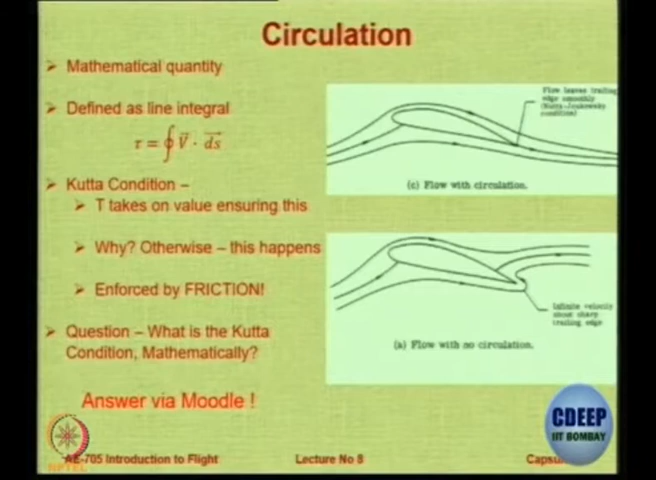 Circulation
➢ Mathematical quantity
➢ Defined as line integral
τ = ∮ V⃗ · ds⃗
➢ Kutta Condition –
➢ T takes on value ensuring this
➢ Why? Otherwise – this happens
➢ Enforced by FRICTION!
➢ Question – What is the Kutta
Condition, Mathematically?
Answer via Moodle !
Flow leaves trailing
edge smoothly
(Kutta-Joukowsky
condition)
(c) Flow with circulation.
Infinite velocity
about sharp
trailing edge
(a) Flow with no circulation.
CDEEP
IIT BOMBAY
NPTEL
AE-705 Introduction to Flight
Lecture No 8
Capsu